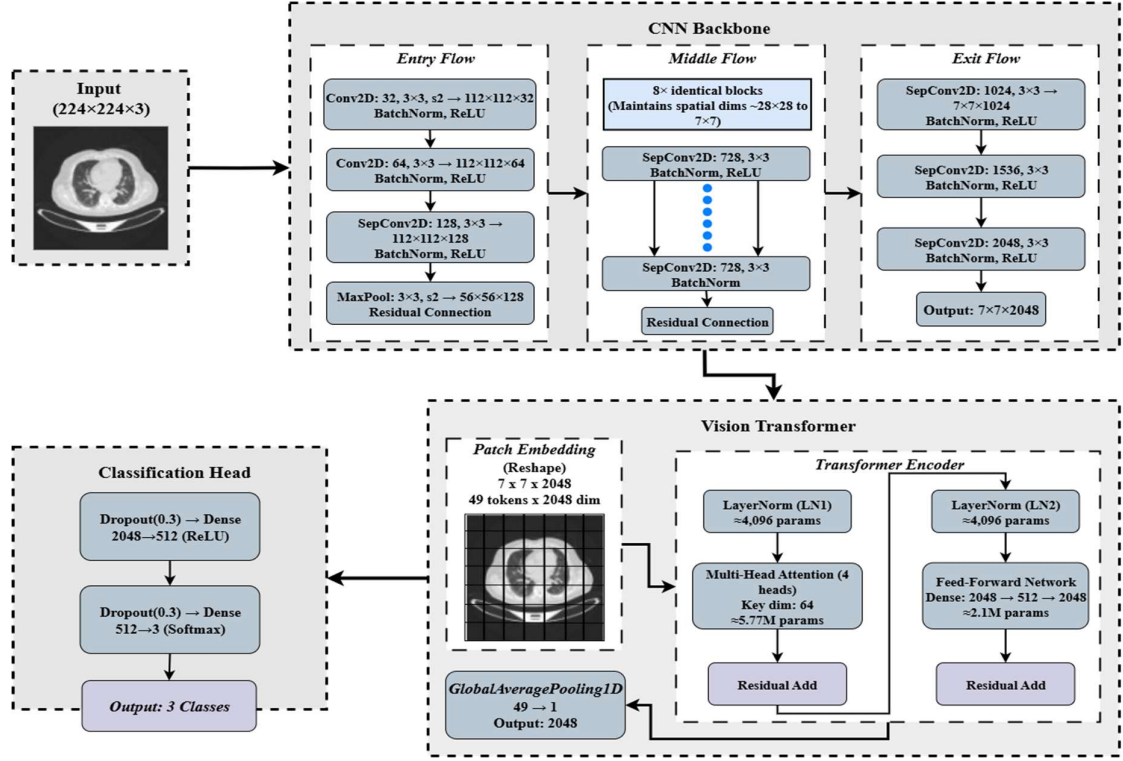 Input
(224×224×3)
CNN Backbone
Entry Flow
Conv2D: 32, 3×3, s2 → 112×112×32
BatchNorm, ReLU
Conv2D: 64, 3×3 → 112×112×64
BatchNorm, ReLU
SepConv2D: 128, 3×3 →
112×112×128
BatchNorm, ReLU
MaxPool: 3×3, s2 → 56×56×128
Residual Connection
Middle Flow
8× identical blocks
(Maintains spatial dims ~28×28 to
7×7)
SepConv2D: 728, 3×3
BatchNorm, ReLU
SepConv2D: 728, 3×3
BatchNorm
Residual Connection
Exit Flow
SepConv2D: 1024, 3×3 →
7×7×1024
BatchNorm, ReLU
SepConv2D: 1536, 3×3
BatchNorm, ReLU
SepConv2D: 2048, 3×3
BatchNorm, ReLU
Output: 7×7×2048
Vision Transformer
Patch Embedding
(Reshape)
7 x 7 x 2048
49 tokens x 2048 dim
Transformer Encoder
LayerNorm (LN1)
≈4,096 params
Multi-Head Attention (4
heads)
Key dim: 64
≈5.77M params
Residual Add
LayerNorm (LN2)
≈4,096 params
Feed-Forward Network
Dense: 2048 → 512 → 2048
≈2.1M params
Residual Add
GlobalAveragePooling1D
49 → 1
Output: 2048
Classification Head
Dropout(0.3) → Dense
2048→512 (ReLU)
Dropout(0.3) → Dense
512→3 (Softmax)
Output: 3 Classes